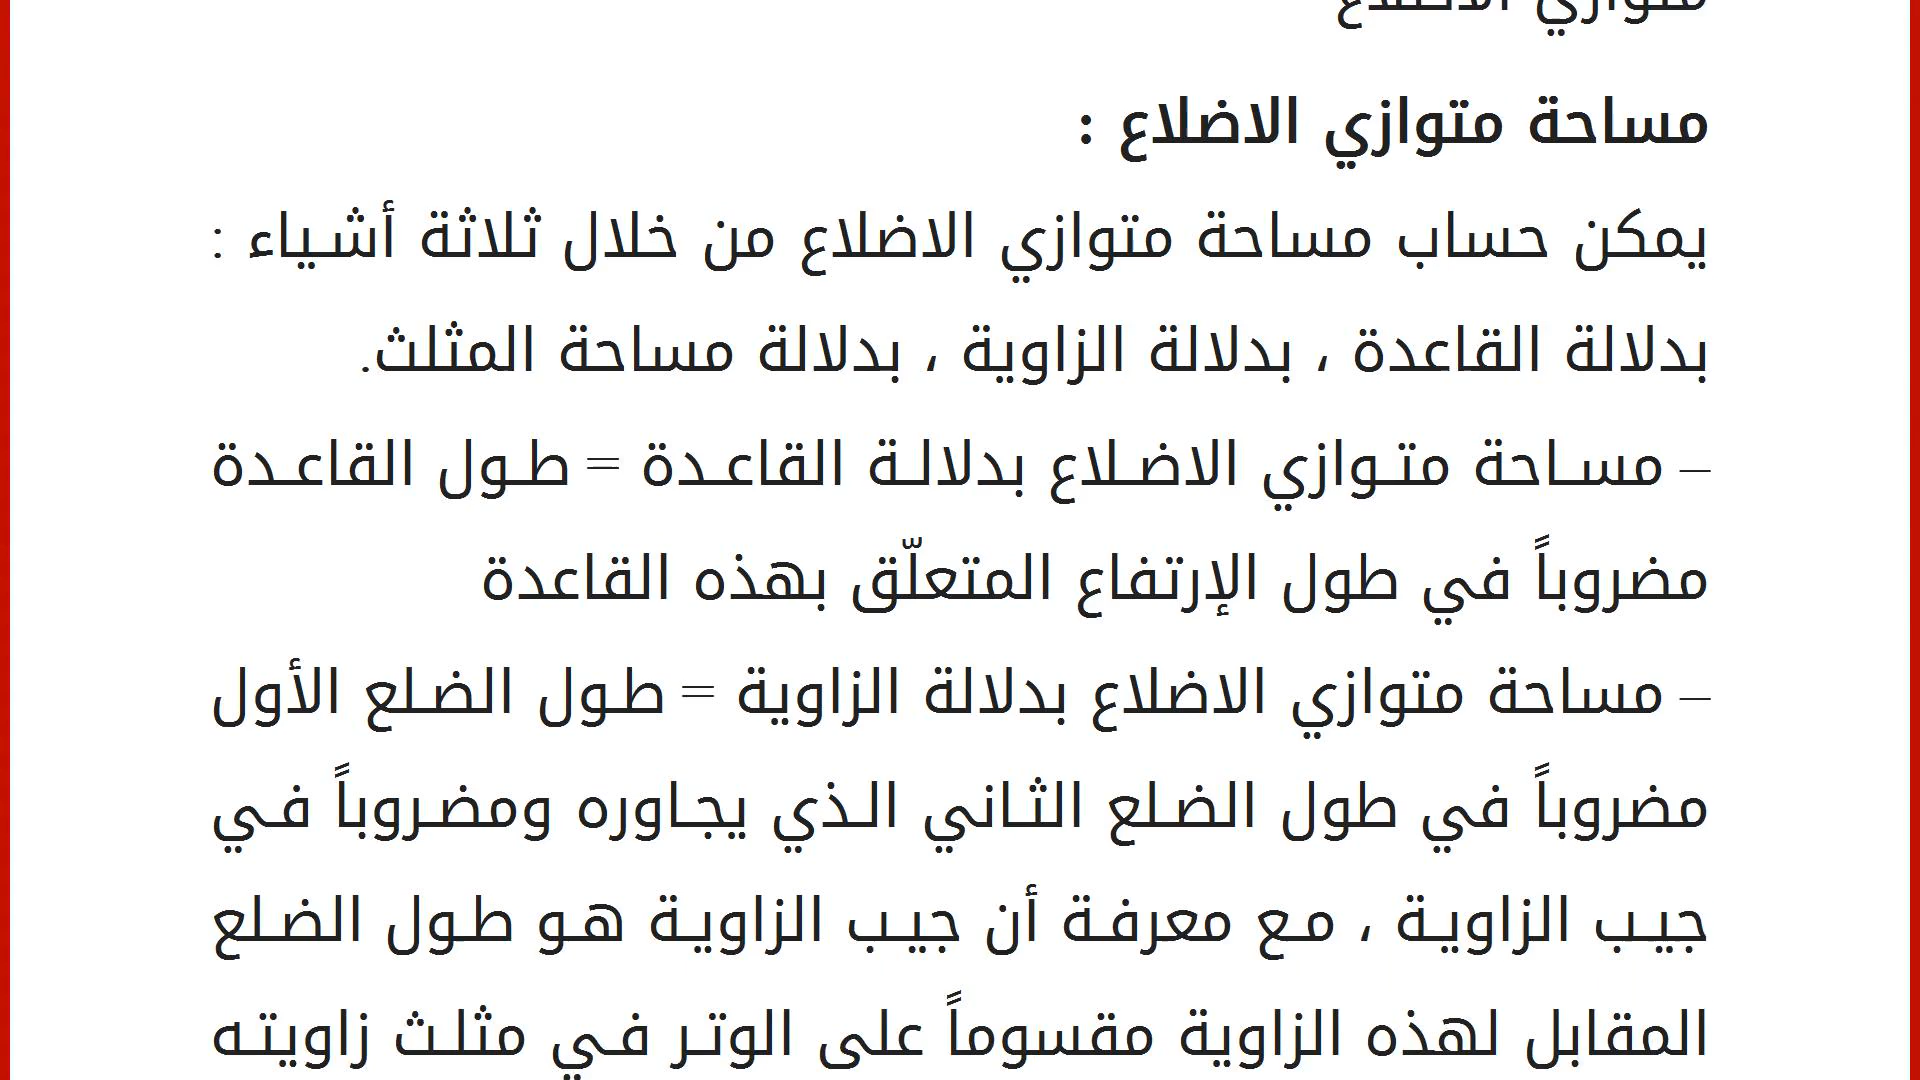 متوازي الاضلاع
مساحة متوازي الاضلاع :
يمكن حساب مساحة متوازي الاضلاع من خلال ثلاثة أشياء :
بدلالة القاعدة ، بدلالة الزاوية ، بدلالة مساحة المثلث.
– مساحة متوازي الاضلاع بدلالة القاعدة = طول القاعدة
مضروباً في طول الإرتفاع المتعلّق بهذه القاعدة
– مساحة متوازي الاضلاع بدلالة الزاوية = طول الضلع الأول
مضروباً في طول الضلع الثاني الذي يجاوره ومضروباً في
جيب الزاوية ، مع معرفة أن جيب الزاوية هو طول الضلع
المقابل لهذه الزاوية مقسوماً على الوتر في مثلث زاويته